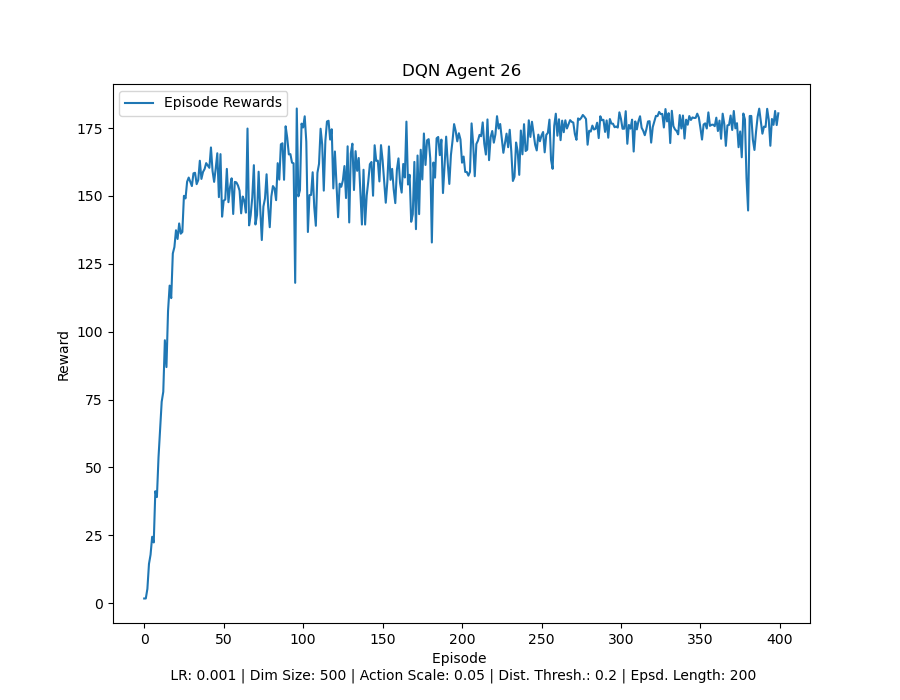 DQN Agent 26
Episode Rewards
175
150
125
100
75
50
25
0
Reward
0 50 100 150 200 250 300 350 400
Episode
LR: 0.001 | Dim Size: 500 | Action Scale: 0.05 | Dist. Thresh.: 0.2 | Epsd. Length: 200